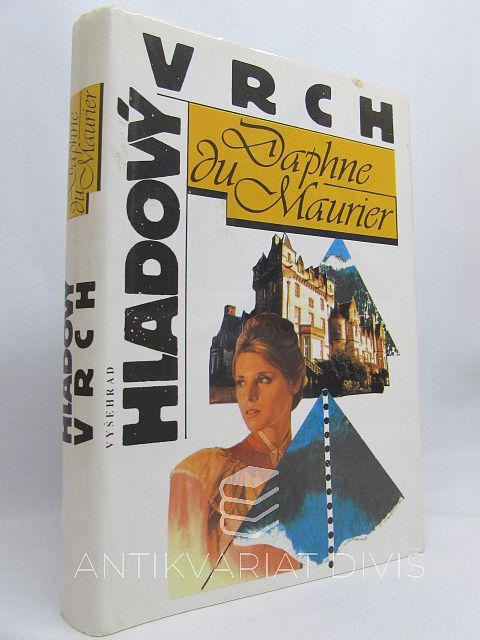 HLADOVÝ
VRCH
Daphne
du Maurier
VYŠEHRAD
Daphne
du Maurier
HLADOVÝ
VRCH
ANTIKVARIÁT DIVIŠ